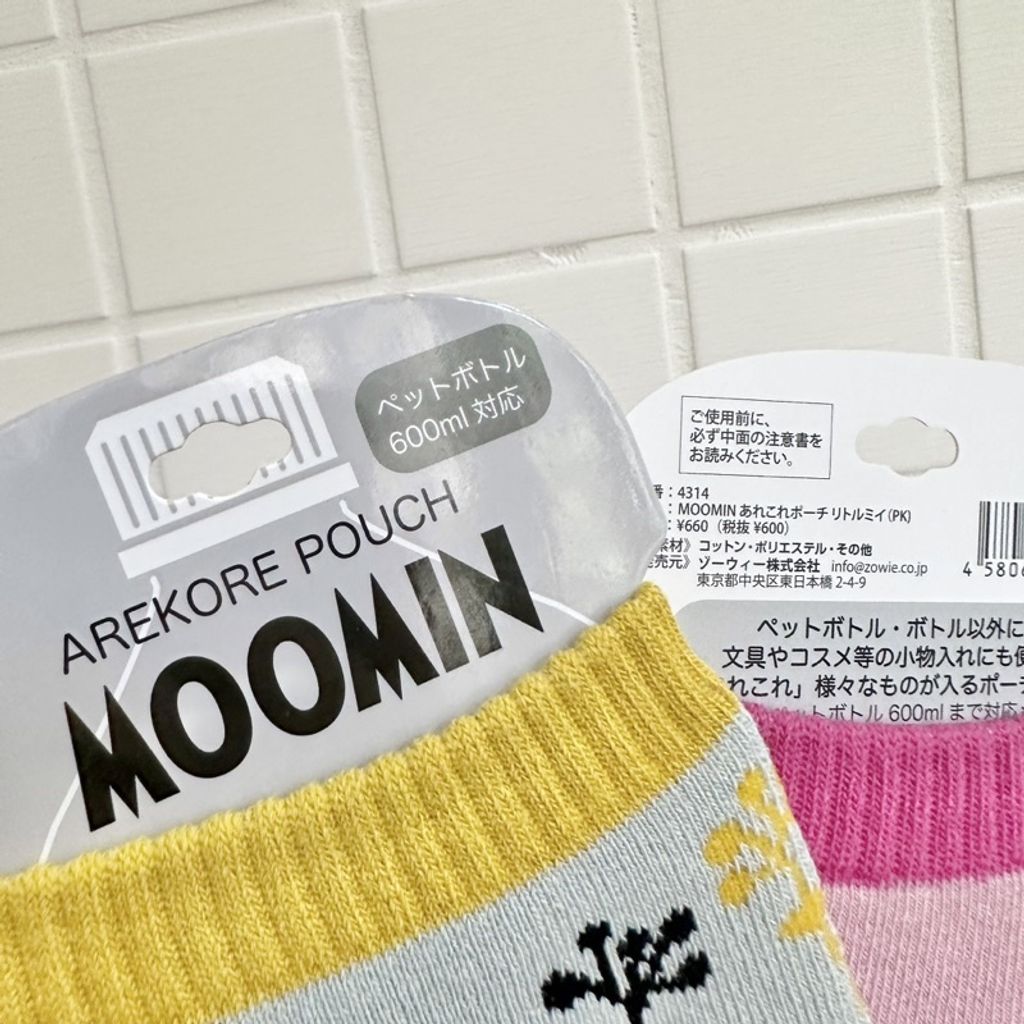 ペットボトル
600ml 対応
AREKORE POUCH
MOOMIN
ご使用前に、
必ず中面の注意書を
お読みください。
番：4314
：MOOMIN あれこれポーチ リトルミイ（PK）
：¥660（税抜 ¥600）
素材》 コットン・ポリエステル・その他
発売元》 ゾーウィー株式会社 info@zowie.co.jp
東京都中央区東日本橋 2-4-9
4 5806
ペットボトル・ボトル以外に
文具やコスメ等の小物入れにも便
れこれ」様々なものが入るポーチ
ペットボトル 600ml まで対応